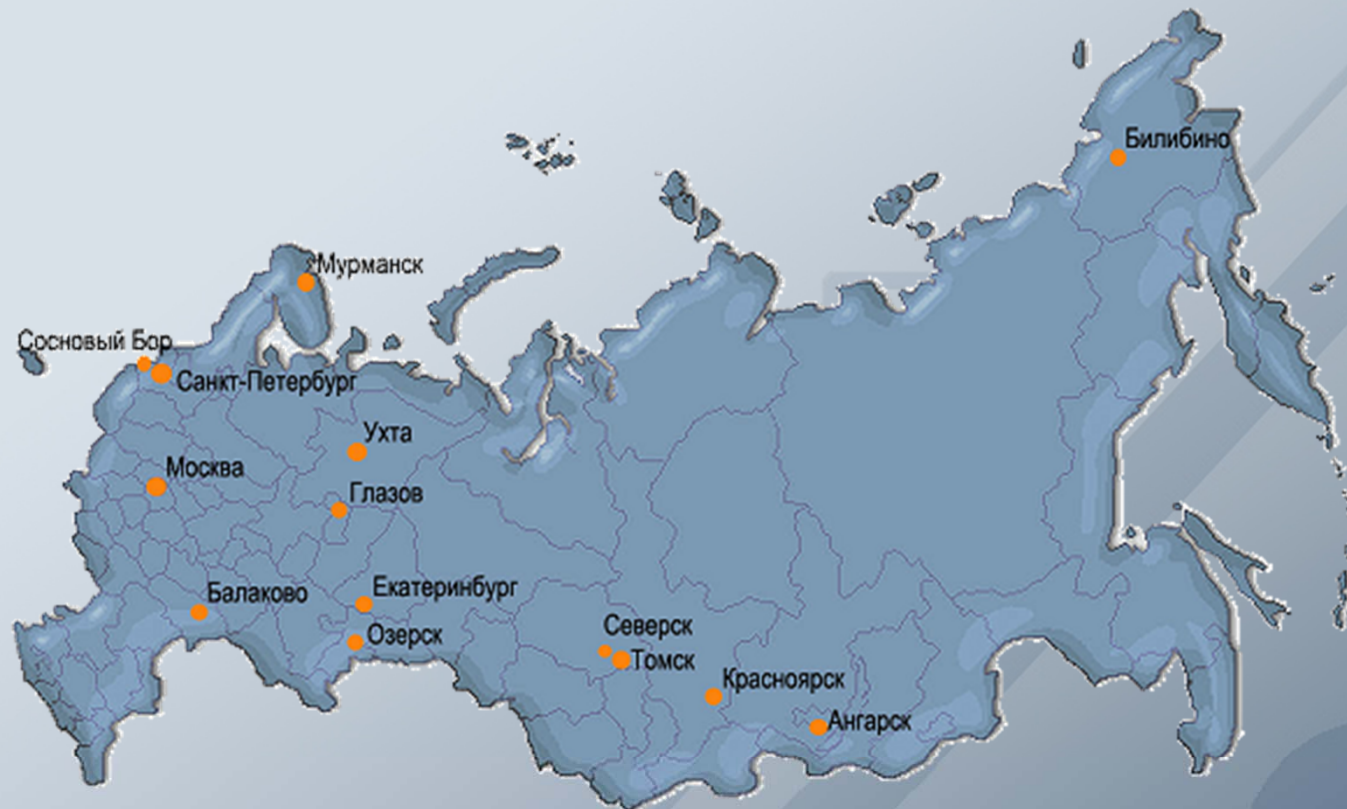 Билибино
Мурманск
Сосновый Бор
Санкт-Петербург
Ухта
Москва
Глазов
Екатеринбург
Балаково
Озерск
Северск
Томск
Красноярск
Ангарск